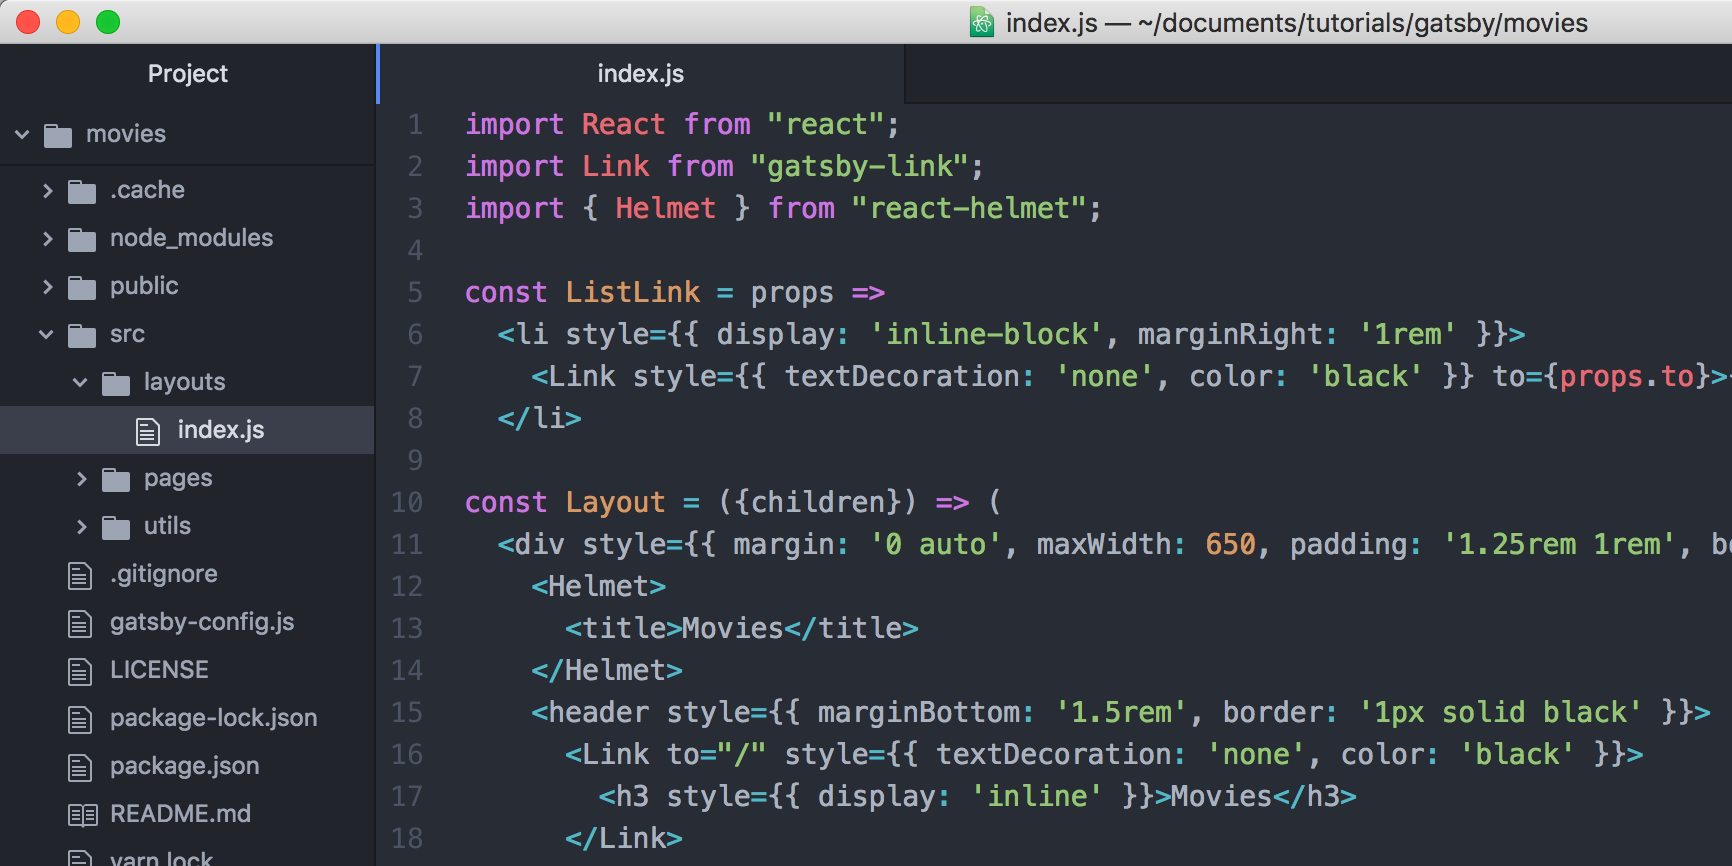 index.js — ~/documents/tutorials/gatsby/movies
Project
movies
.cache
node_modules
public
src
layouts
index.js
pages
utils
.gitignore
gatsby-config.js
LICENSE
package-lock.json
package.json
README.md
yarn.lock
index.js
1 import React from "react";
2 import Link from "gatsby-link";
3 import { Helmet } from "react-helmet";
4
5 const ListLink = props =>
6 <li style={{ display: 'inline-block', marginRight: '1rem' }}>
7 <Link style={{ textDecoration: 'none', color: 'black' }} to={props.to}>
8 </li>
9
10 const Layout = ({children}) => (
11 <div style={{ margin: '0 auto', maxWidth: 650, padding: '1.25rem 1rem',
12 <Helmet>
13 <title>Movies</title>
14 </Helmet>
15 <header style={{ marginBottom: '1.5rem', border: '1px solid black' }}>
16 <Link to="/" style={{ textDecoration: 'none', color: 'black' }}>
17 <h3 style={{ display: 'inline' }}>Movies</h3>
18 </Link>